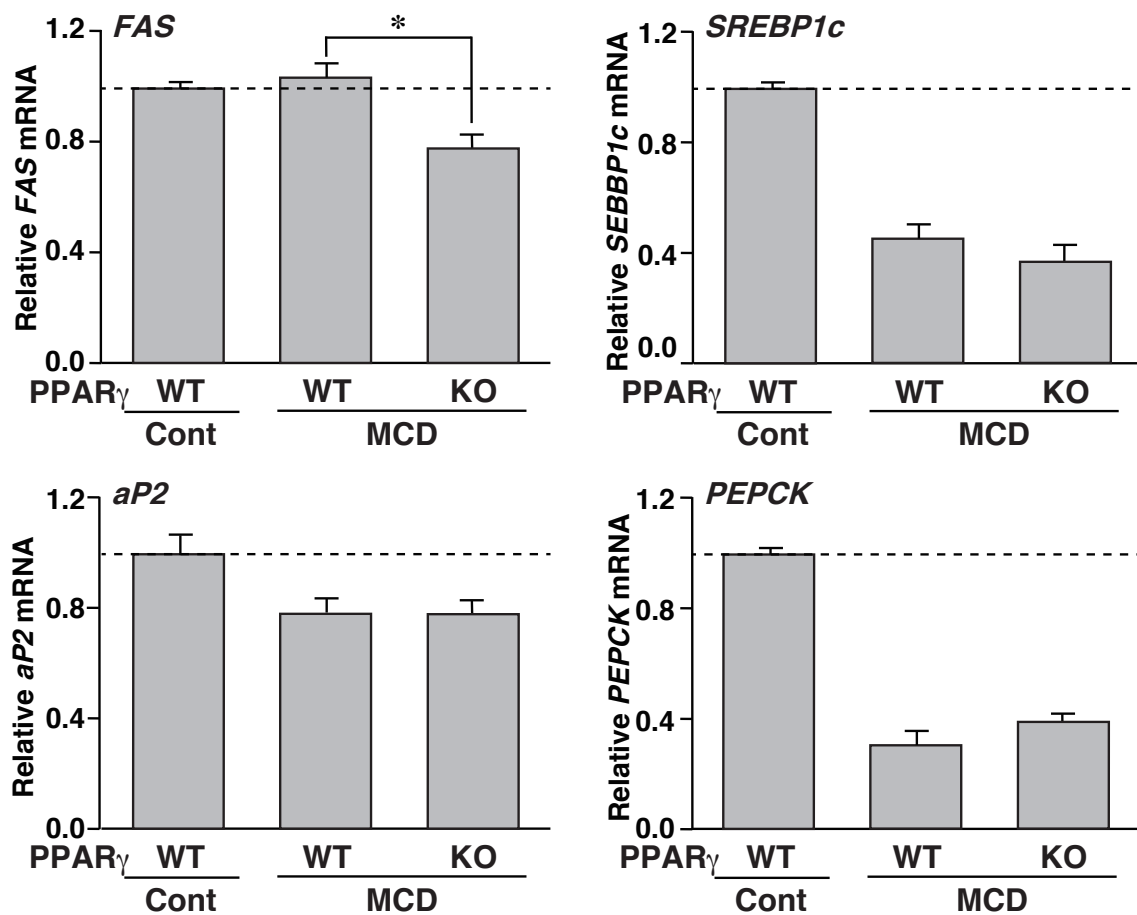 FAS
*
Relative FAS mRNA
1.2
0.8
0.4
0.0
PPARγ WT WT KO
Cont MCD
SREBP1c
Relative SEBBP1c mRNA
1.2
0.8
0.4
0.0
PPARγ WT WT KO
Cont MCD
aP2
Relative aP2 mRNA
1.2
0.8
0.4
0.0
PPARγ WT WT KO
Cont MCD
PEPCK
Relative PEPCK mRNA
1.2
0.8
0.4
0.0
PPARγ WT WT KO
Cont MCD